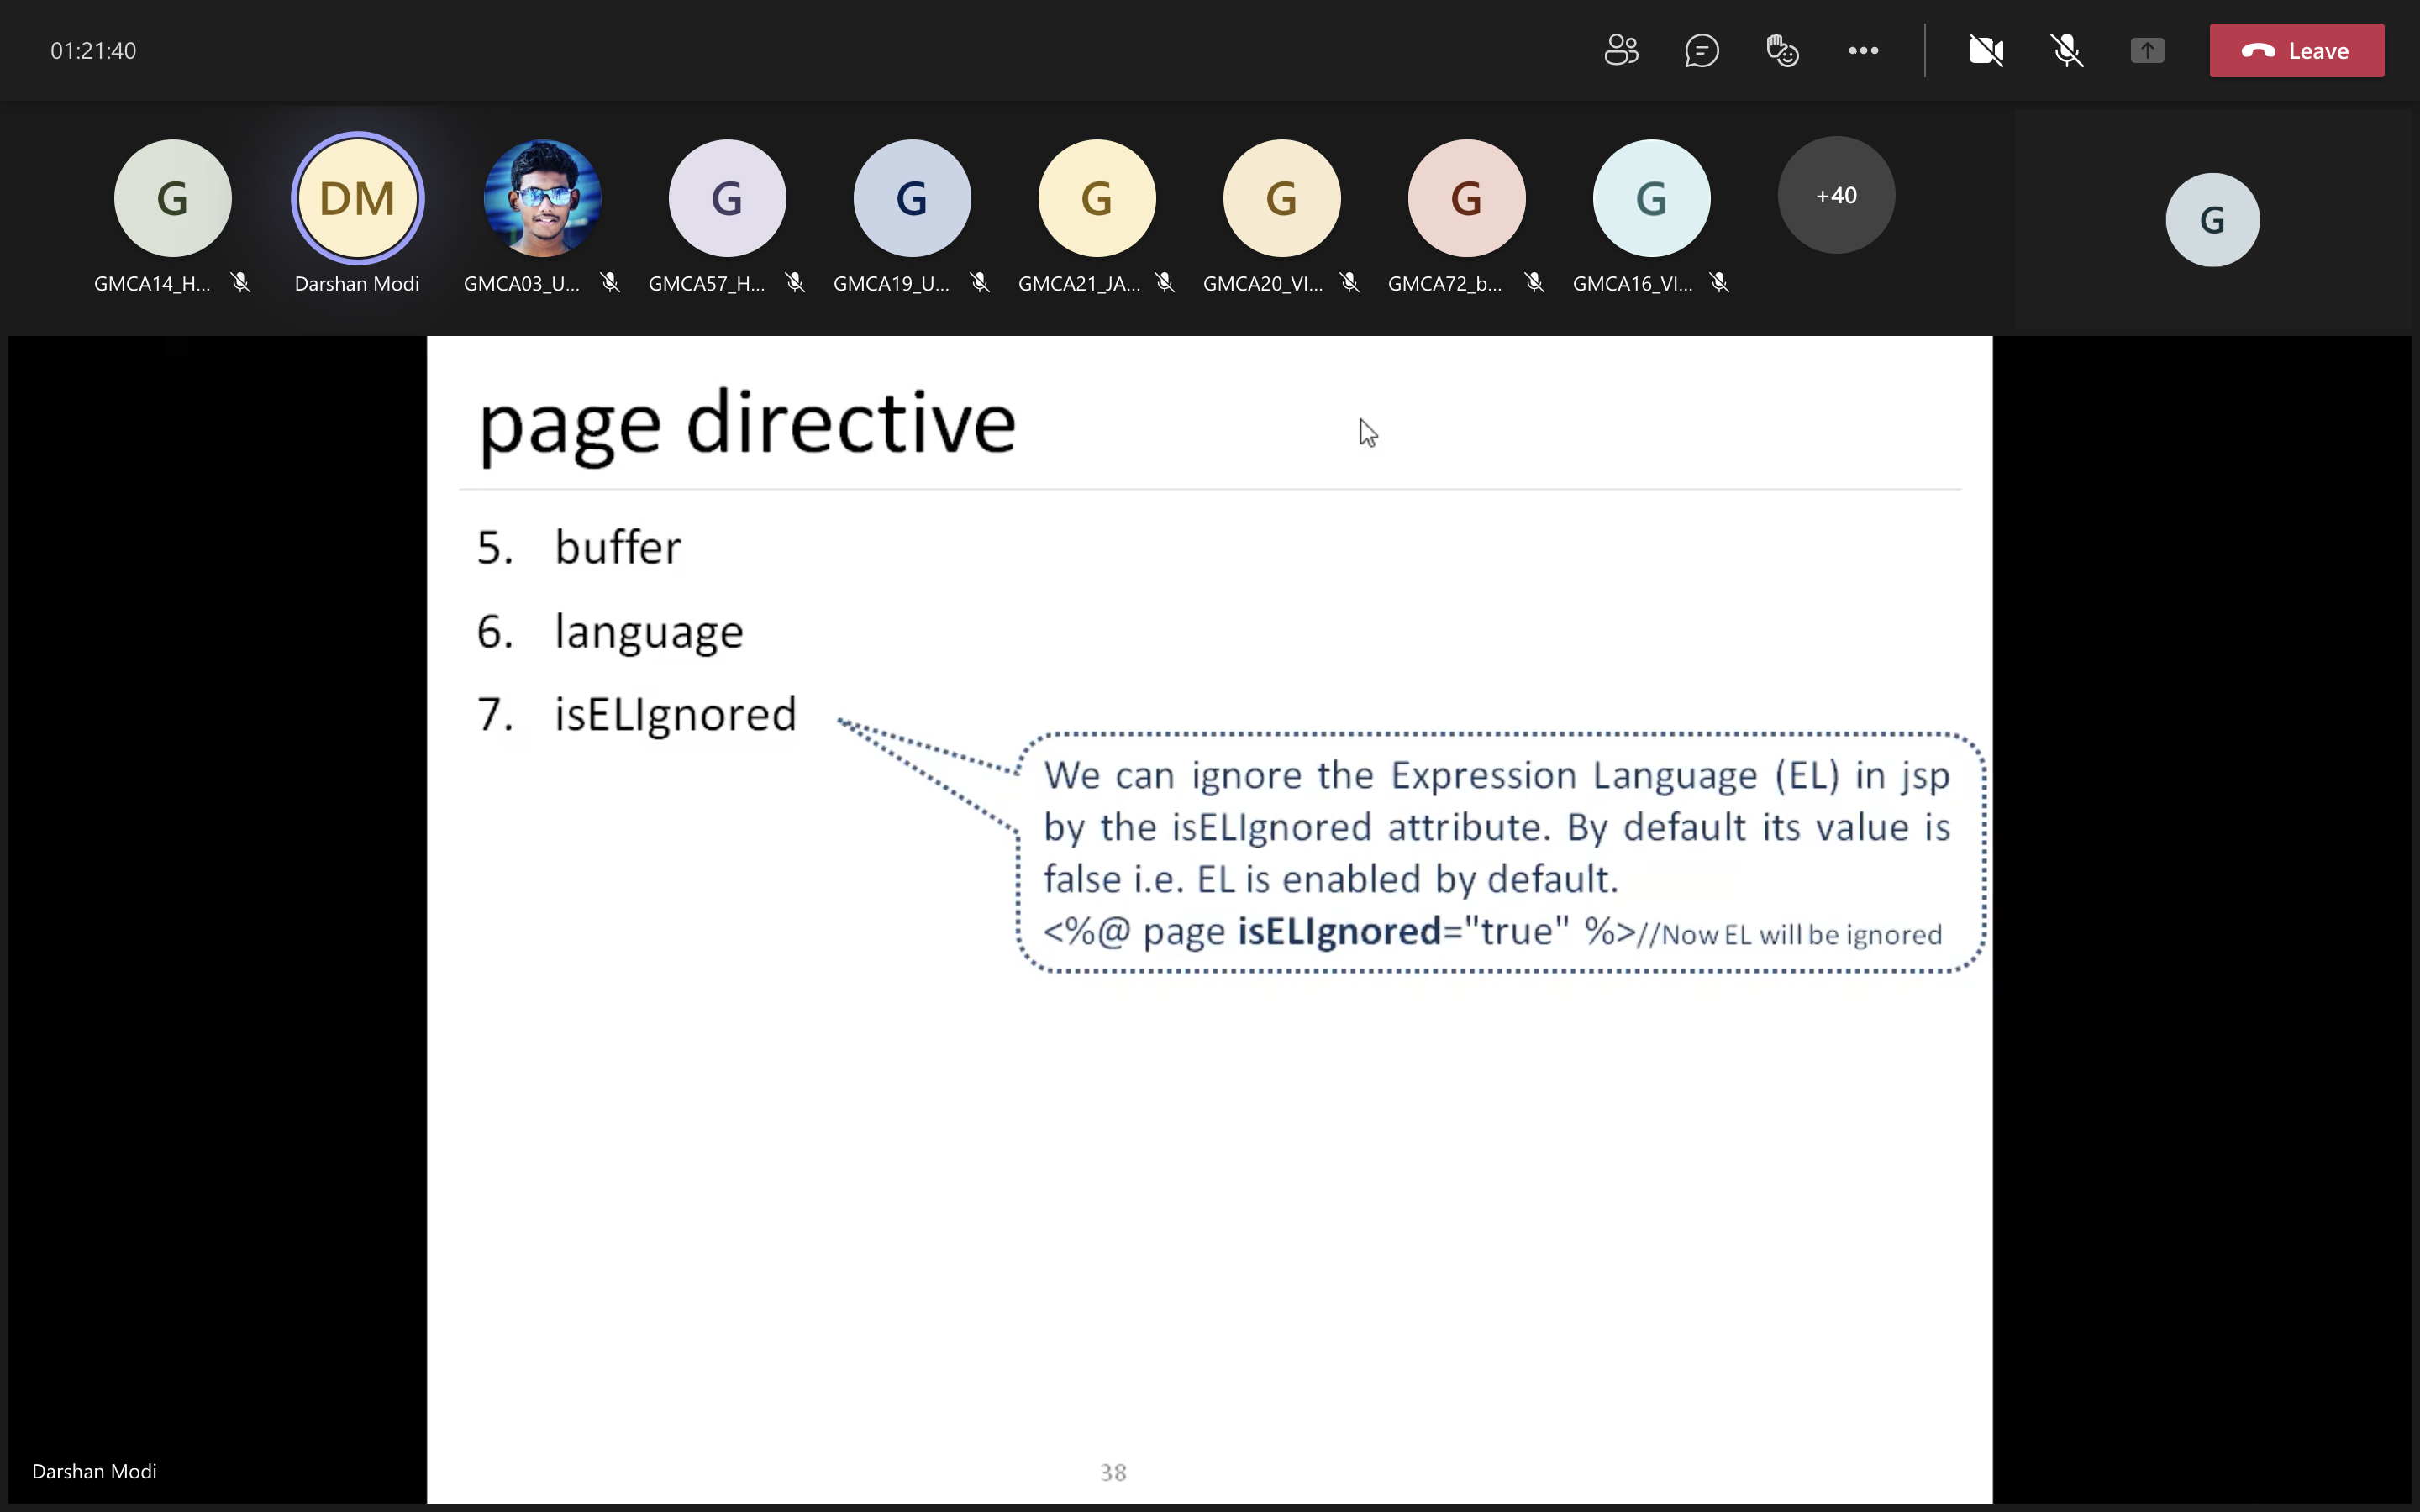 01:21:40
Leave
G
DM
G
G
G
G
G
G
+40
G
GMCA14_H...
Darshan Modi
GMCA03_U...
GMCA57_H...
GMCA19_U...
GMCA21_JA...
GMCA20_VI...
GMCA72_b...
GMCA16_VI...
page directive
5. buffer
6. language
7. isELIgnored
We can ignore the Expression Language (EL) in jsp
by the isELIgnored attribute. By default its value is
false i.e. EL is enabled by default.
<%@ page isELIgnored="true" %>//Now EL will be ignored
Darshan Modi
38